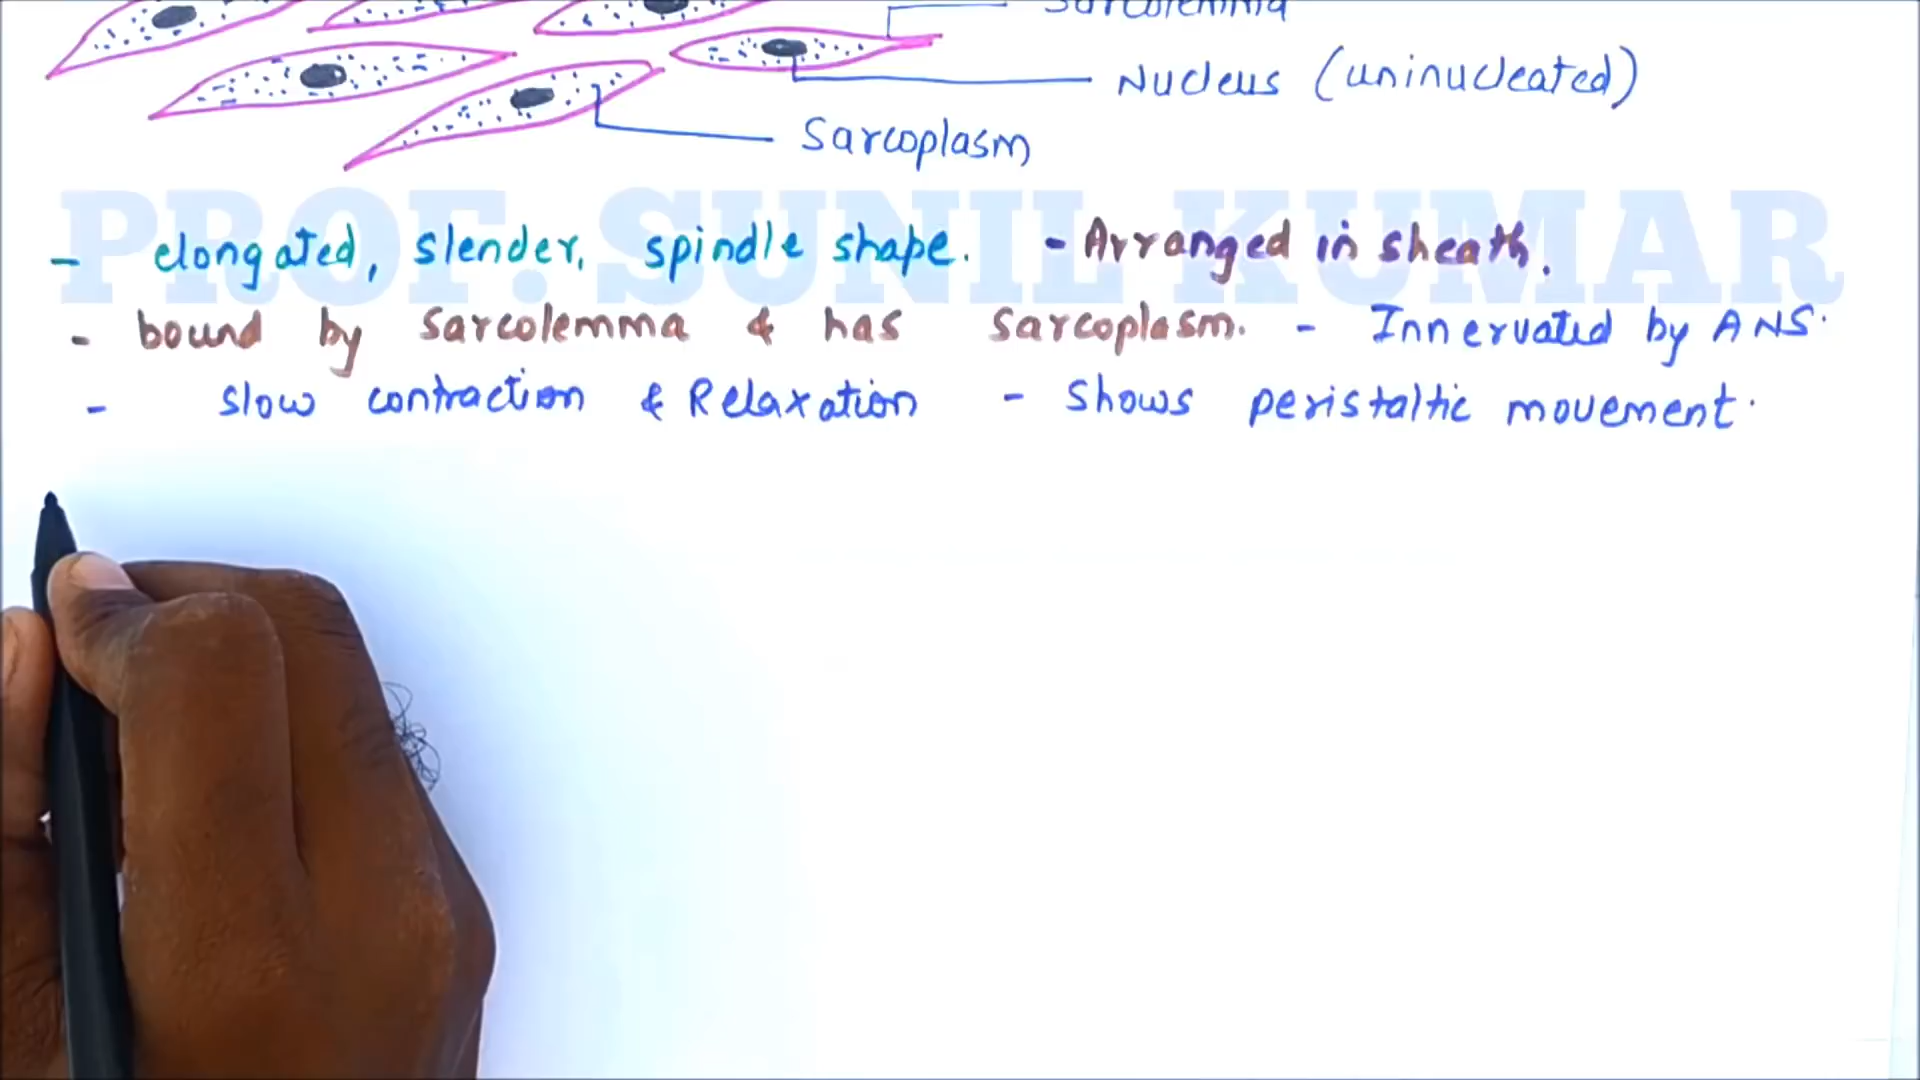 Sarcolemma
Nucleus (uninucleated)
Sarcoplasm
PROF. SUNIL KUMAR
- elongated, slender, spindle shape. - Arranged in sheath.
- bound by sarcolemma & has sarcoplasm. - Innervated by ANS.
- slow contraction & Relaxation - Shows peristaltic movement.